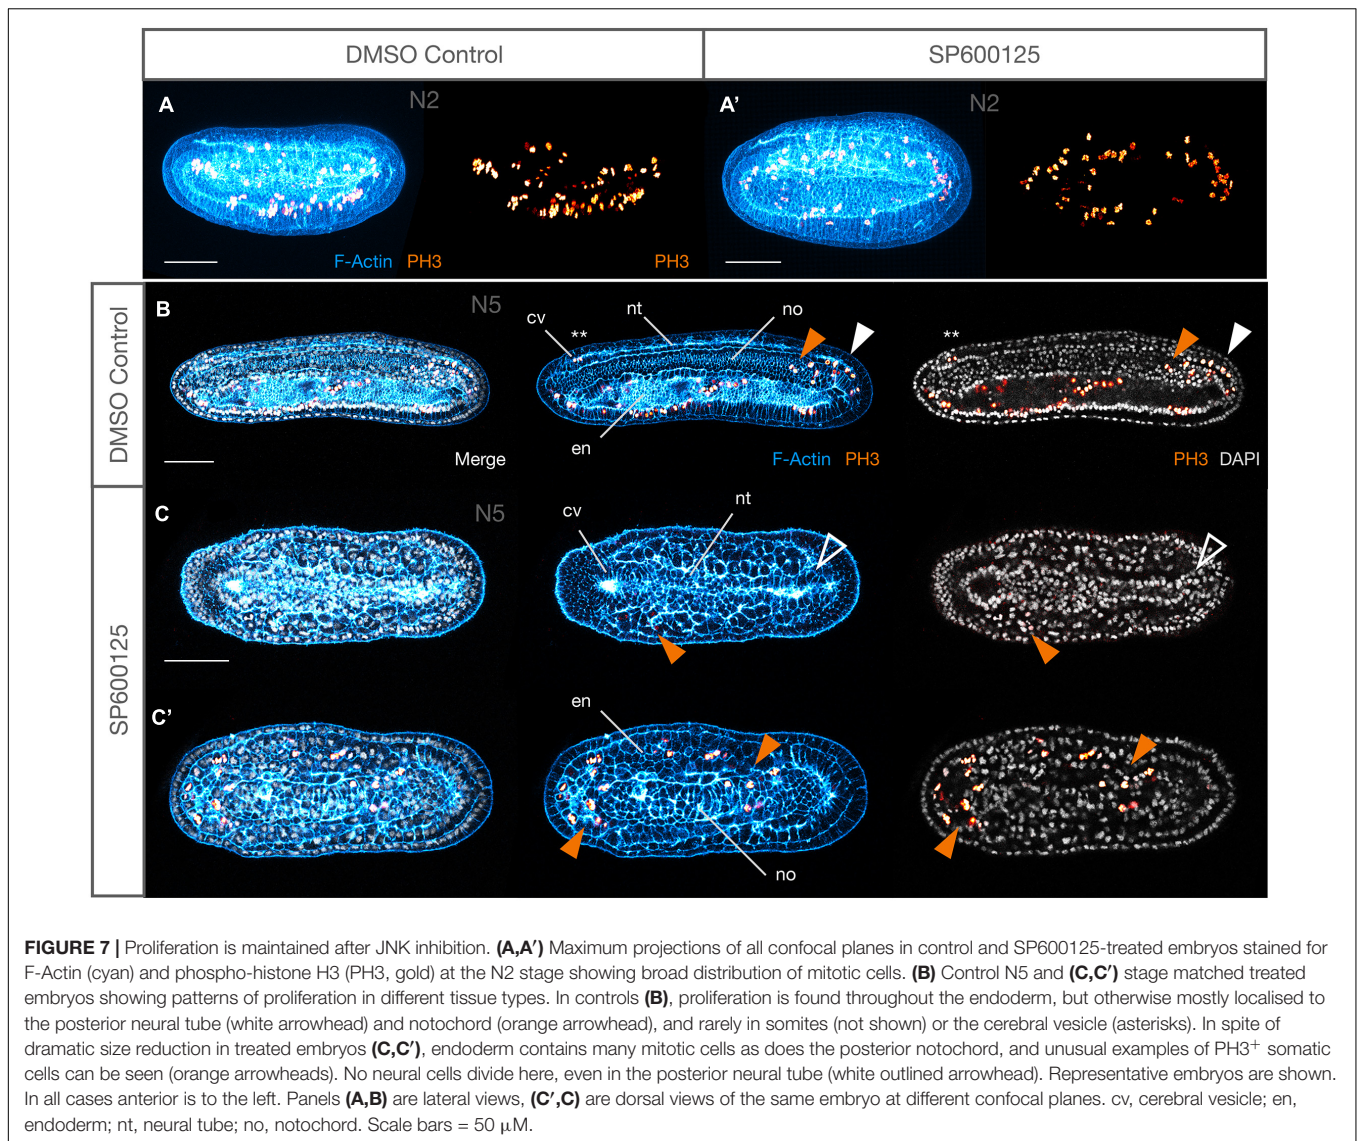 DMSO Control
SP600125
A
N2
A’
N2
F-Actin PH3
PH3
DMSO Control
B
N5
cv
**
nt
no
**
en
Merge
F-Actin PH3
PH3 DAPI
SP600125
C
N5
cv
nt
C’
en
no
FIGURE 7 | Proliferation is maintained after JNK inhibition. (A,A′) Maximum projections of all confocal planes in control and SP600125-treated embryos stained for
F-Actin (cyan) and phospho-histone H3 (PH3, gold) at the N2 stage showing broad distribution of mitotic cells. (B) Control N5 and (C,C′) stage matched treated
embryos showing patterns of proliferation in different tissue types. In controls (B), proliferation is found throughout the endoderm, but otherwise mostly localised to
the posterior neural tube (white arrowhead) and notochord (orange arrowhead), and rarely in somites (not shown) or the cerebral vesicle (asterisks). In spite of
dramatic size reduction in treated embryos (C,C′), endoderm contains many mitotic cells as does the posterior notochord, and unusual examples of PH3+ somatic
cells can be seen (orange arrowheads). No neural cells divide here, even in the posterior neural tube (white outlined arrowhead). Representative embryos are shown.
In all cases anterior is to the left. Panels (A,B) are lateral views, (C′,C) are dorsal views of the same embryo at different confocal planes. cv, cerebral vesicle; en,
endoderm; nt, neural tube; no, notochord. Scale bars = 50 μM.